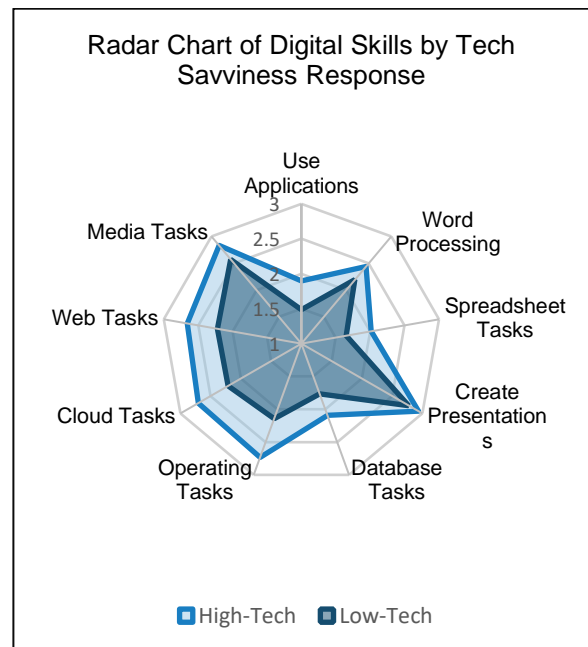 Radar Chart of Digital Skills by Tech
Savviness Response
Use
Applications
Word
Processing
Spreadsheet
Tasks
Create
Presentation
s
Database
Tasks
Operating
Tasks
Cloud Tasks
Web Tasks
Media Tasks
3
2.5
2
1.5
1
High-Tech
Low-Tech